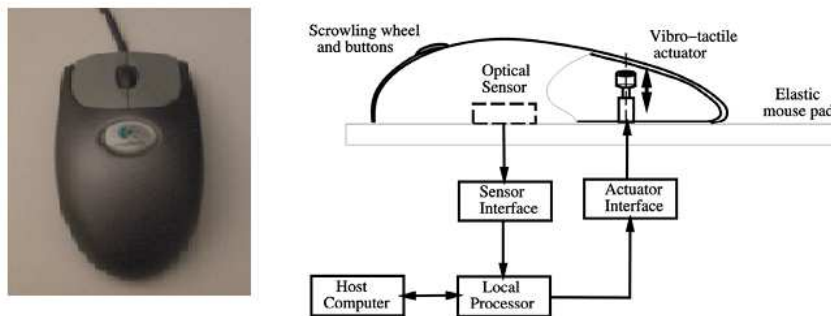 Scrowling wheel
and buttons
Optical
Sensor
Vibro-tactile
actuator
Elastic
mouse pad
Sensor
Interface
Actuator
Interface
Host
Computer
Local
Processor